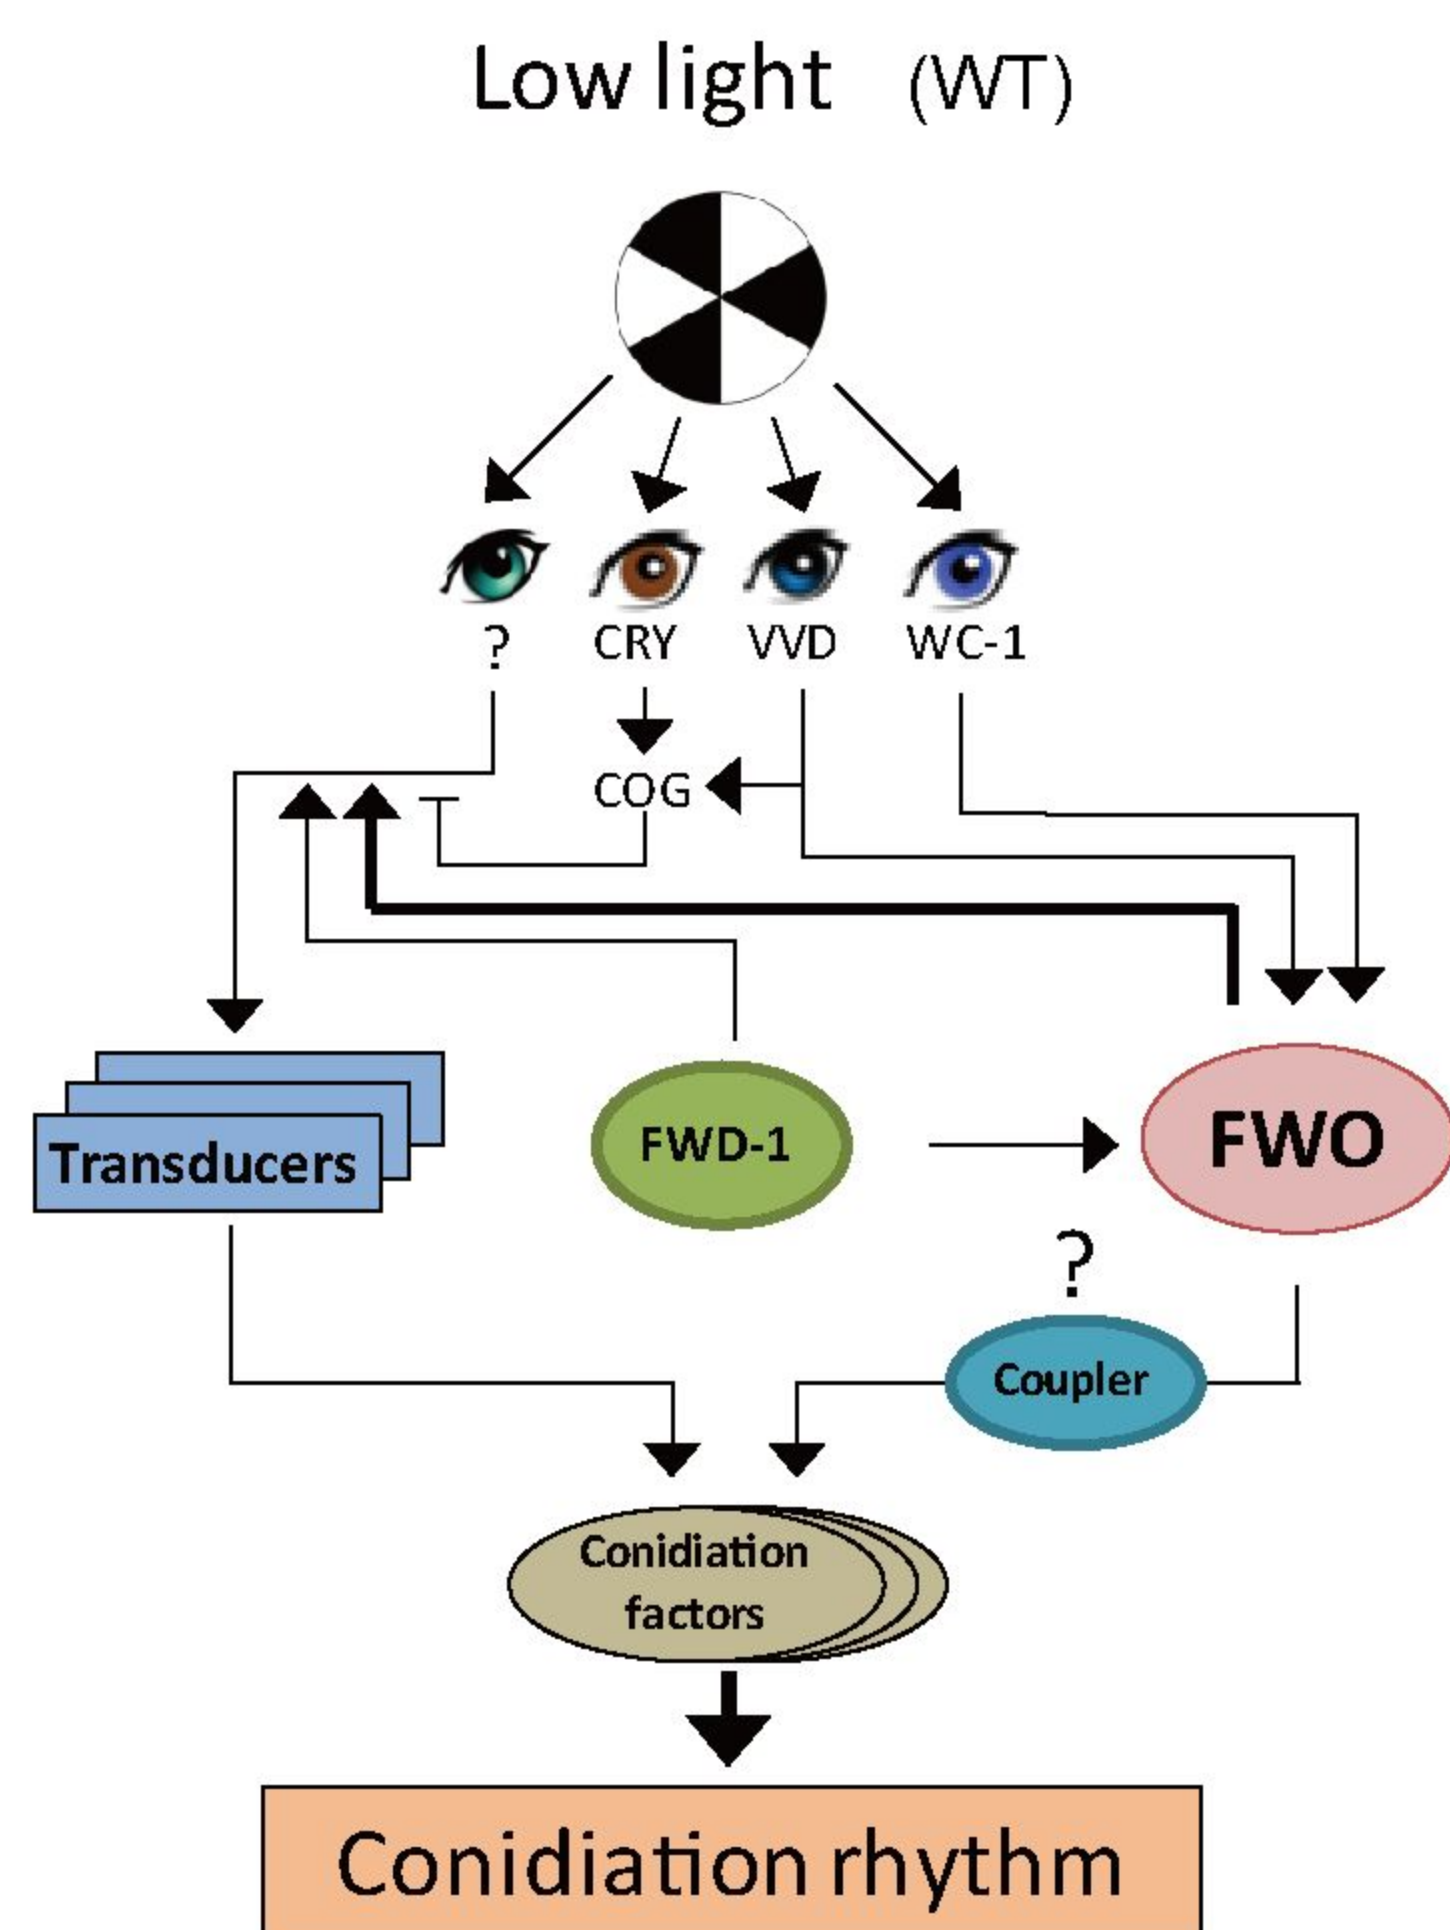 Low light (WT)
? CRY VVD WC-1
COG
Transducers
FWD-1
FWO
?
Coupler
Conidiation
factors
Conidiation rhythm